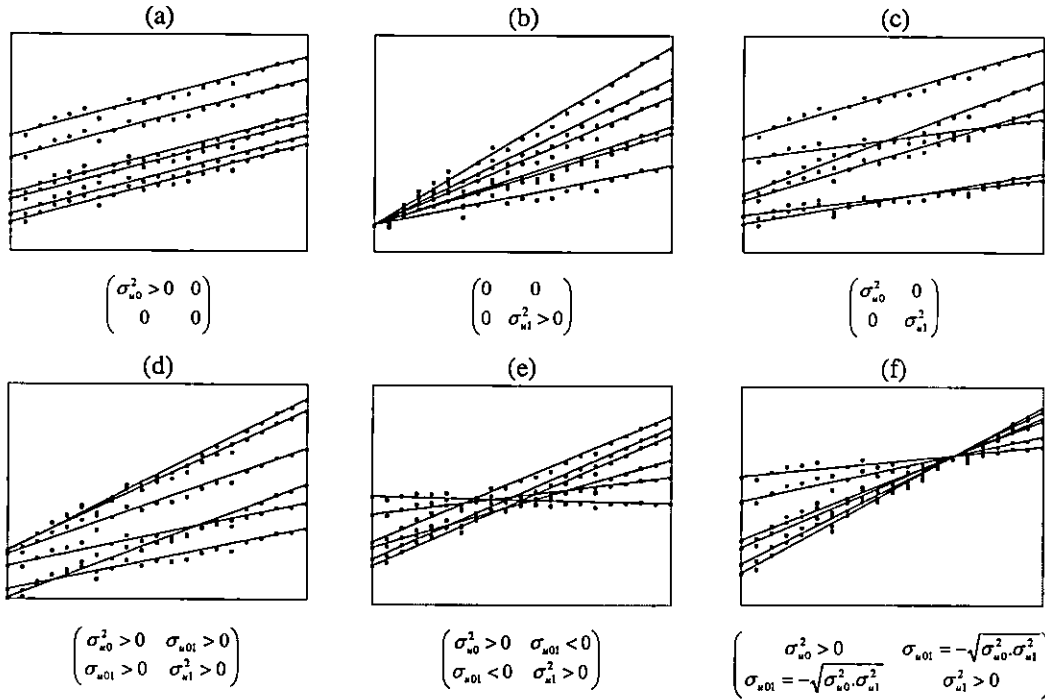 (a) (b) (c)
σ²u0 > 0 0 0 0 σ²u0 0
0 0 0 σ²u1 > 0 0 σ²u1
(d) (e) (f)
σ²u0 > 0 σu01 > 0 σ²u0 > 0 σu01 < 0 σ²u0 > 0 σu01 = −√σ²u0.σ²u1
σu01 > 0 σ²u1 > 0 σu01 < 0 σ²u1 > 0 σu01 = −√σ²u0.σ²u1 σ²u1 > 0